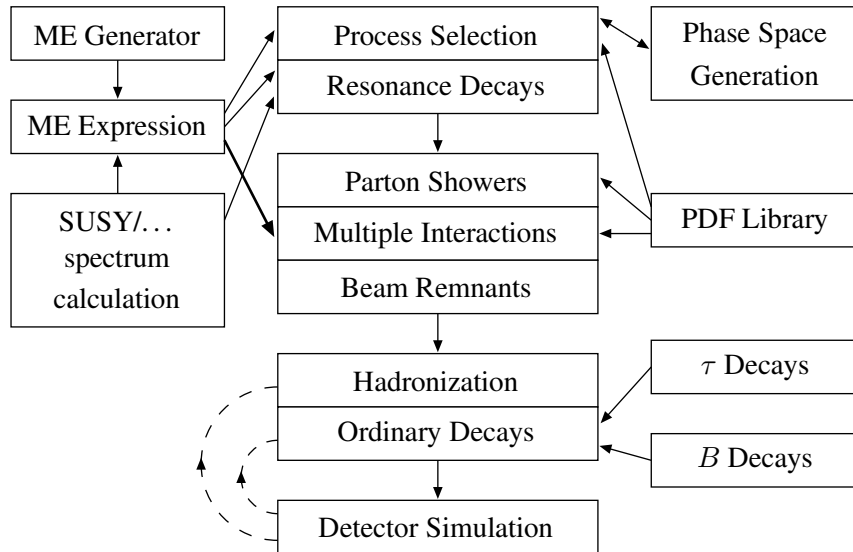 ME Generator
ME Expression
SUSY/...
spectrum
calculation
Process Selection
Resonance Decays
Parton Showers
Multiple Interactions
Beam Remnants
Hadronization
Ordinary Decays
Detector Simulation
Phase Space
Generation
PDF Library
τ Decays
B Decays